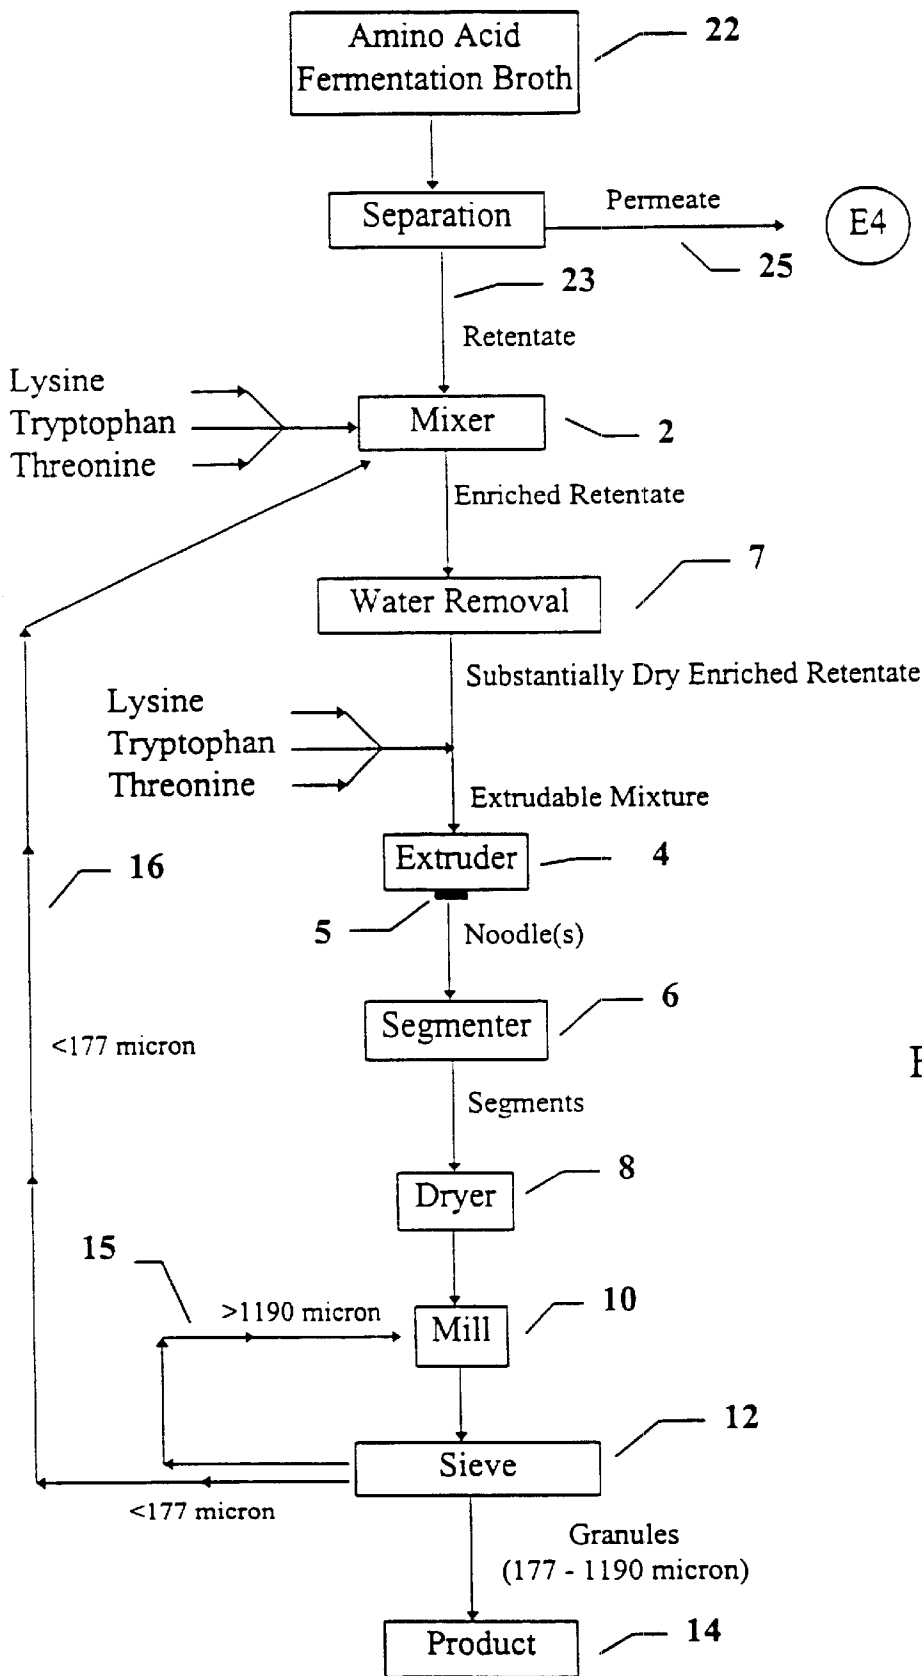 Amino Acid
Fermentation Broth
22
Separation
Permeate
E4
25
23
Retentate
Lysine
Tryptophan
Threonine
Mixer
2
Enriched Retentate
7
Water Removal
Substantially Dry Enriched Retentate
Lysine
Tryptophan
Threonine
Extrudable Mixture
Extruder
4
16
5
Noodle(s)
6
Segmenter
<177 micron
Segments
8
Dryer
15
>1190 micron
10
Mill
12
Sieve
<177 micron
Granules
(177 - 1190 micron)
14
Product